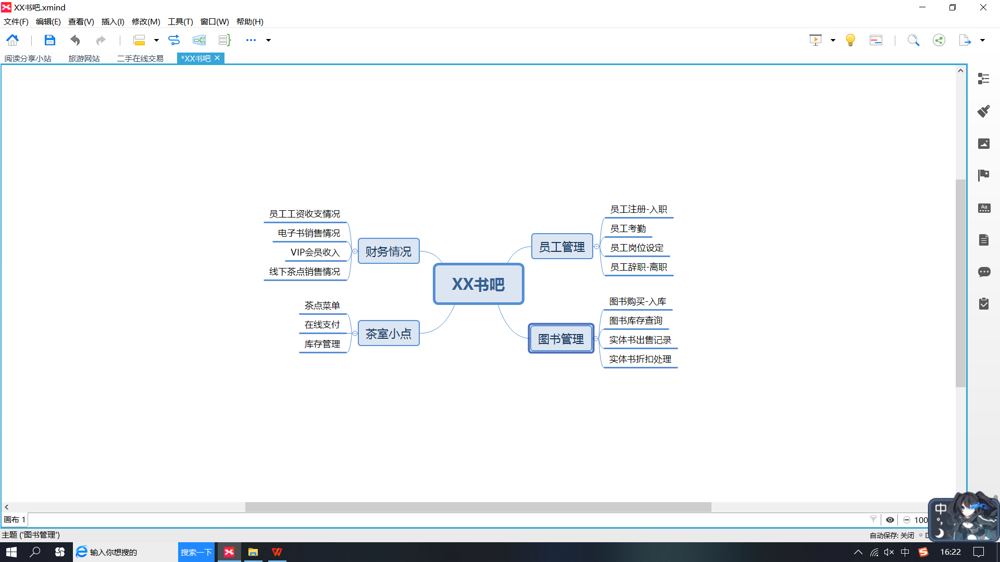 XX书吧.xmind
文件(F) 编辑(E) 查看(V) 插入(I) 修改(M) 工具(T) 窗口(W) 帮助(H)
阅读分享小站 旅游网站 二手在线交易 *XX书吧
员工工资收支情况
电子书销售情况
VIP会员收入
线下茶点销售情况
财务情况
茶点菜单
在线支付
库存管理
茶室小点
XX书吧
员工管理
员工注册-入职
员工考勤
员工岗位设定
员工辞职-离职
图书管理
图书购买-入库
图书库存查询
实体书出售记录
实体书折扣处理
Aa
画布 1
100
主题 ('图书管理')
自动保存: 关闭
中
输入你想搜的 搜索一下
中
16:22